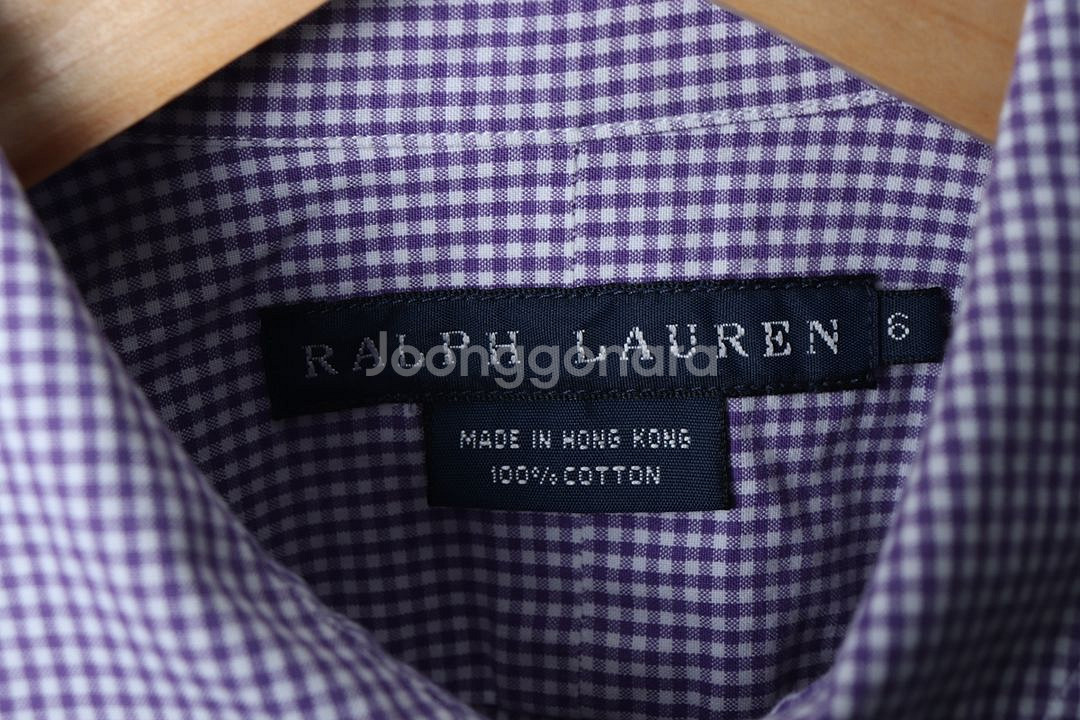 RALPH LAUREN
6
Joonggonara
MADE IN HONG KONG
100% COTTON